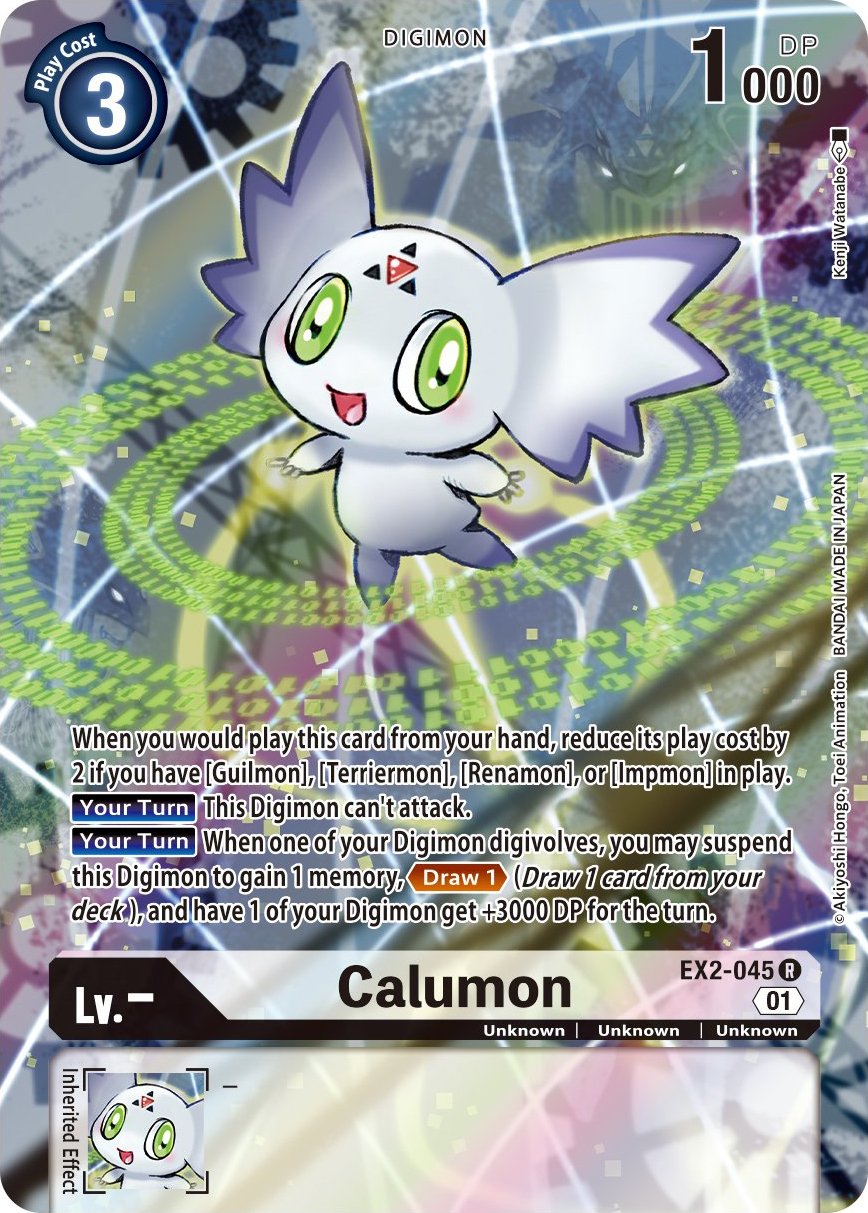 Play Cost
3
DIGIMON
DP
1000
Kenji Watanabe
© Akiyoshi Hongo, Toei Animation BANDAI MADE IN JAPAN
When you would play this card from your hand, reduce its play cost by
2 if you have [Guilmon], [Terriermon], [Renamon], or [Impmon] in play.
Your Turn This Digimon can't attack.
Your Turn When one of your Digimon digivolves, you may suspend
this Digimon to gain 1 memory, Draw 1 (Draw 1 card from your
deck), and have 1 of your Digimon get +3000 DP for the turn.
Lv.-
Calumon
EX2-045 R
01
Unknown | Unknown | Unknown
Inherited Effect
-